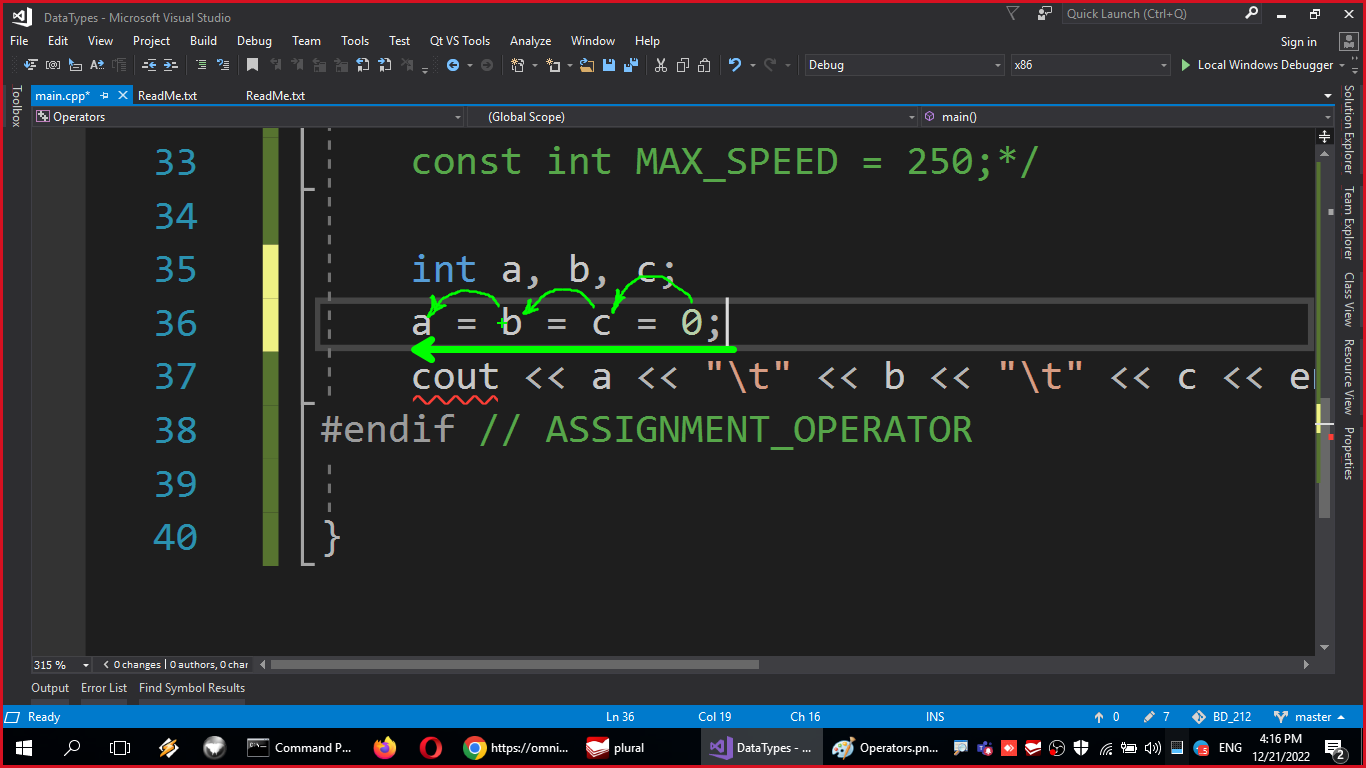 DataTypes - Microsoft Visual Studio
Quick Launch (Ctrl+Q)
File Edit View Project Build Debug Team Tools Test Qt VS Tools Analyze Window Help
Sign in
Debug x86 Local Windows Debugger
main.cpp* ReadMe.txt ReadMe.txt
Operators (Global Scope) main()
Toolbox
33 const int MAX_SPEED = 250;*/
34
35 int a, b, c;
36 a = b = c = 0;
37 cout << a << "\t" << b << "\t" << c << en
38 #endif // ASSIGNMENT_OPERATOR
39
40 }
Solution Explorer
Team Explorer
Class View
Resource View
Properties
315 % 0 changes | 0 authors, 0 char
Output Error List Find Symbol Results
Ready Ln 36 Col 19 Ch 16 INS 0 7 BD_212 master
Command P... https://omni... plural DataTypes - ... Operators.pn... ENG 4:16 PM
12/21/2022 2